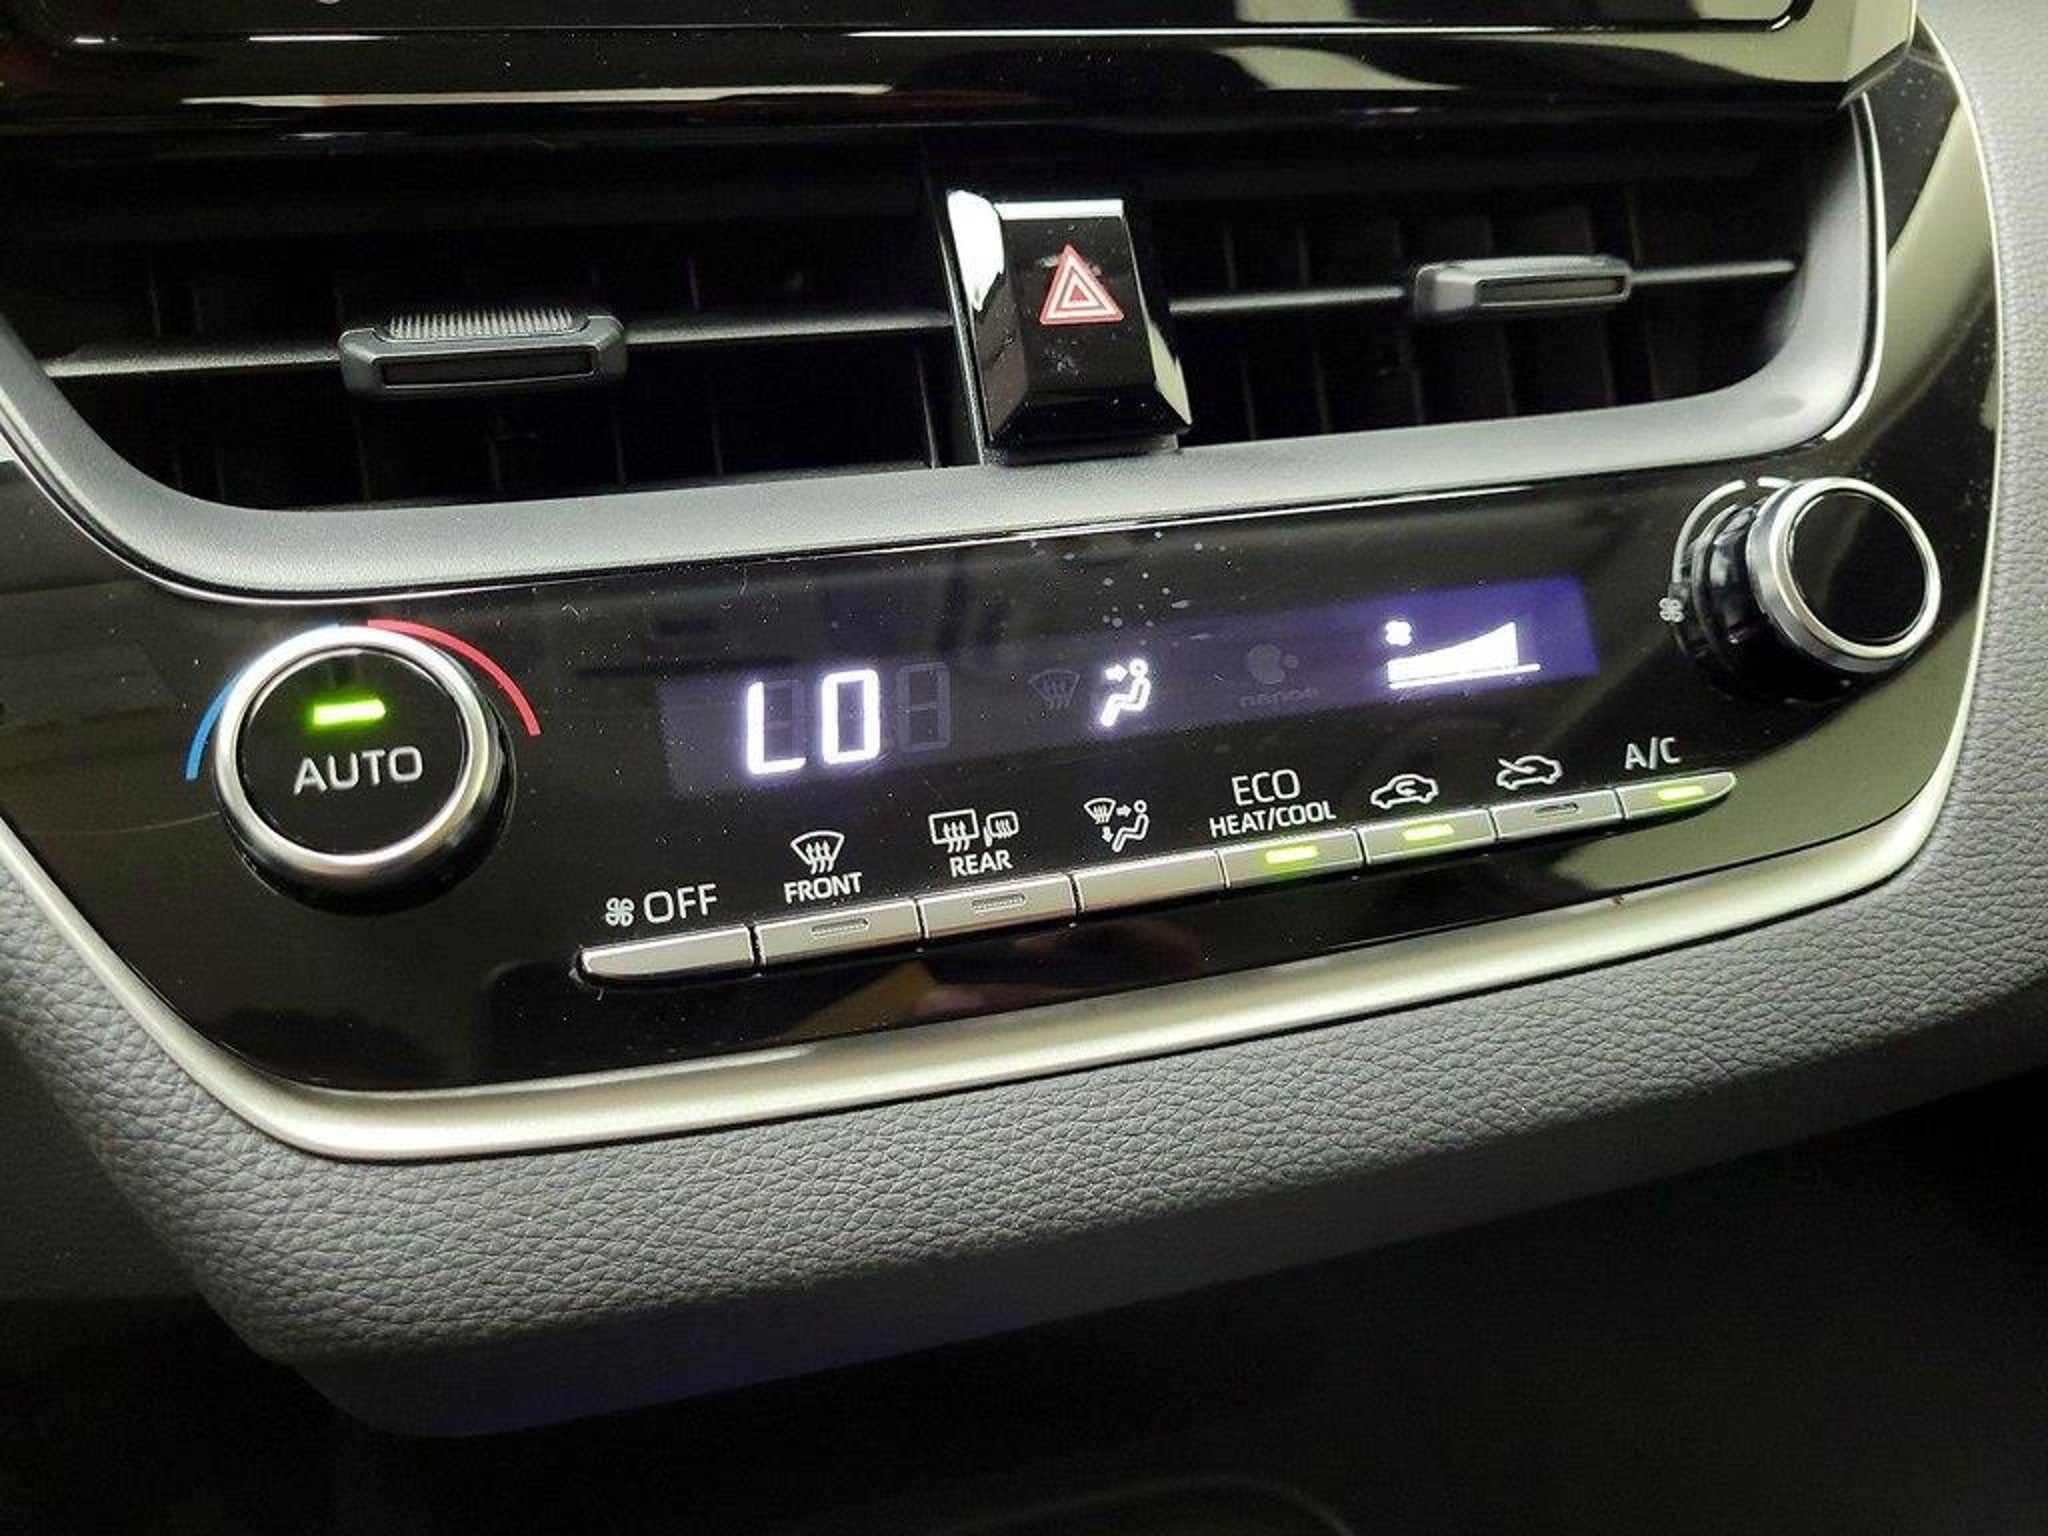 AUTO
LO
OFF
FRONT
REAR
ECO
HEAT/COOL
A/C